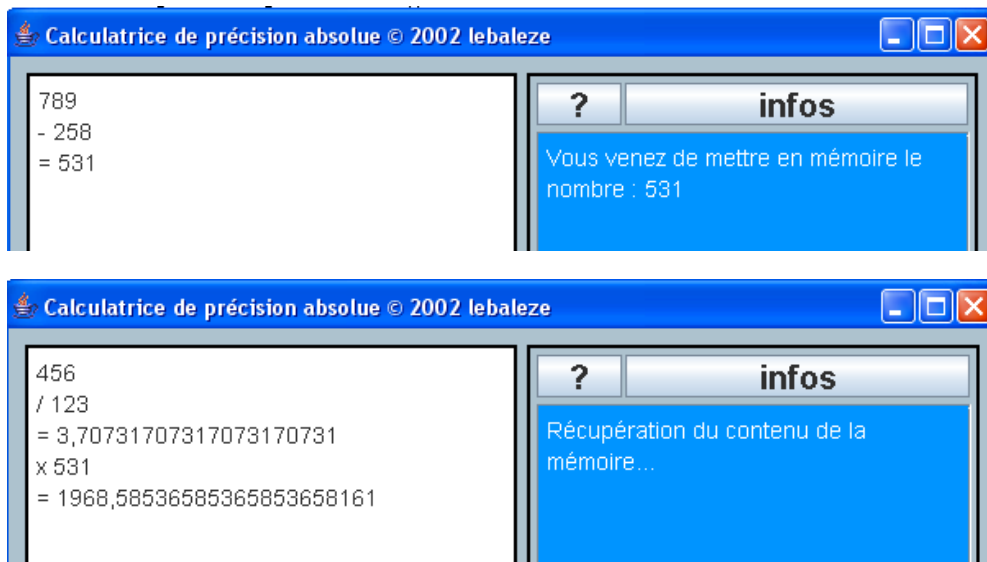 Calculatrice de précision absolue © 2002 lebaleze
789
- 258
= 531
? infos
Vous venez de mettre en mémoire le
nombre : 531
Calculatrice de précision absolue © 2002 lebaleze
456
/ 123
= 3,70731707317073170731
x 531
= 1968,58536585365853658161
? infos
Récupération du contenu de la
mémoire...